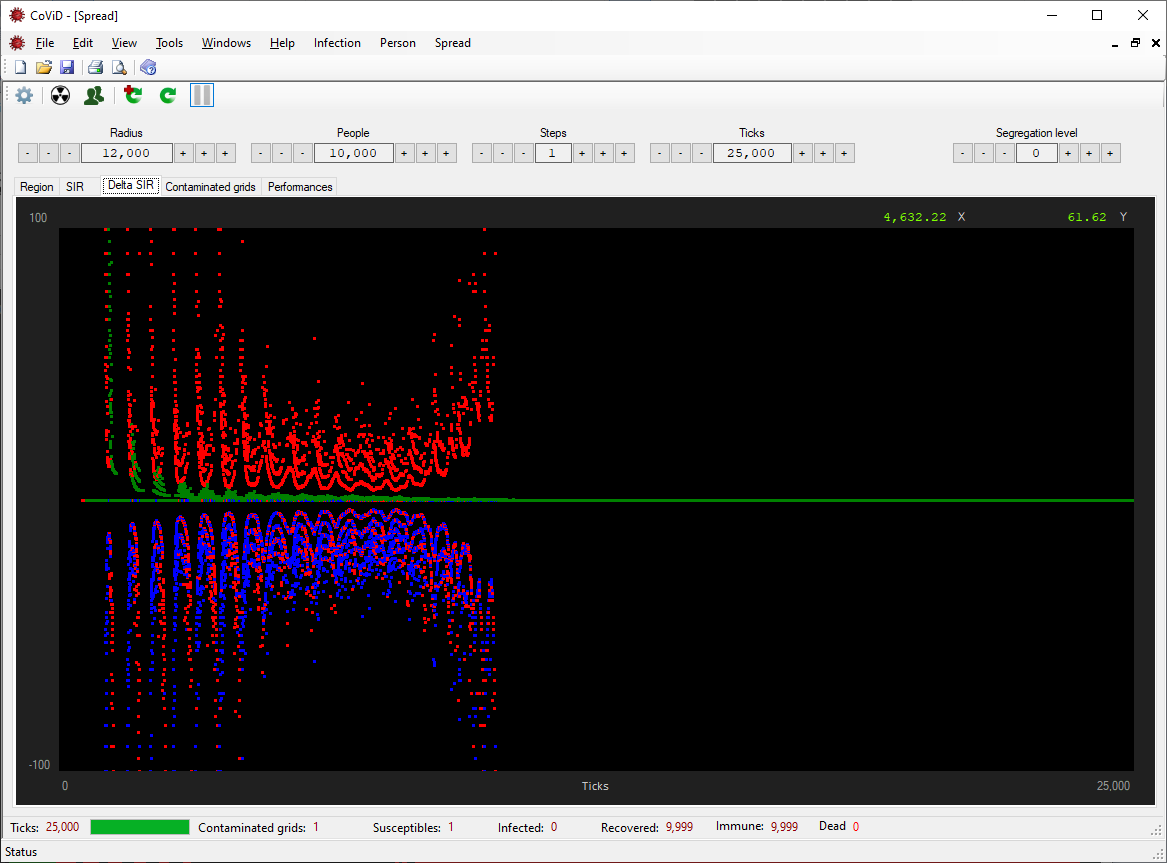 CoViD - [Spread]
File Edit View Tools Windows Help Infection Person Spread
Radius People Steps Ticks Segregation level
- - - 12,000 + + + - - - 10,000 + + + - - - 1 + + + - - - 25,000 + + + - - - 0 + + +
Region SIR Delta SIR Contaminated grids Performances
100 4,632.22 X 61.62 Y
-100
0 Ticks 25,000
Ticks: 25,000 Contaminated grids: 1 Susceptibles: 1 Infected: 0 Recovered: 9,999 Immune: 9,999 Dead 0
Status